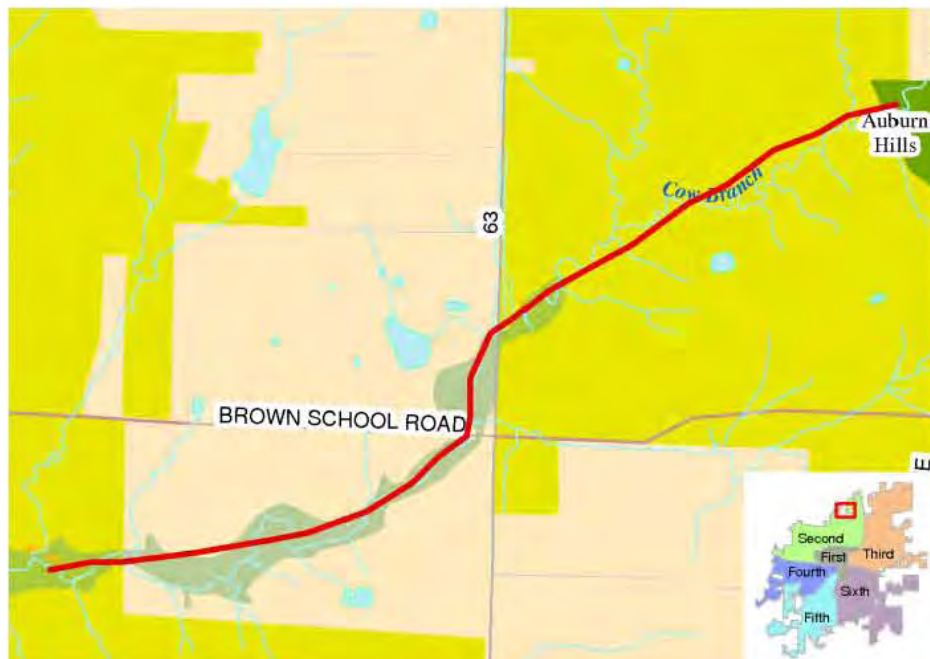 Auburn
Hills
Cow Branch
63
BROWN SCHOOL ROAD
E
Second
First
Third
Fourth
Sixth
Fifth